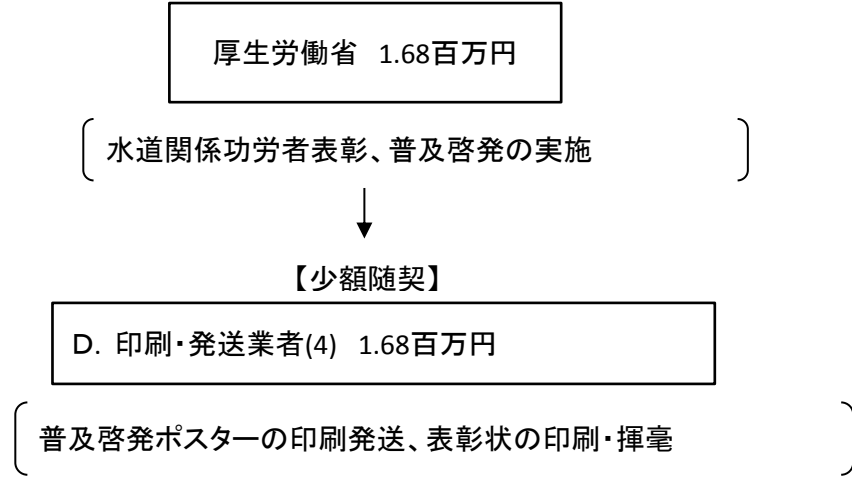 厚生労働省 1.68百万円
水道関係功労者表彰、普及啓発の実施
【少額随契】
D. 印刷・発送業者(4) 1.68百万円
普及啓発ポスターの印刷発送、表彰状の印刷・揮毫